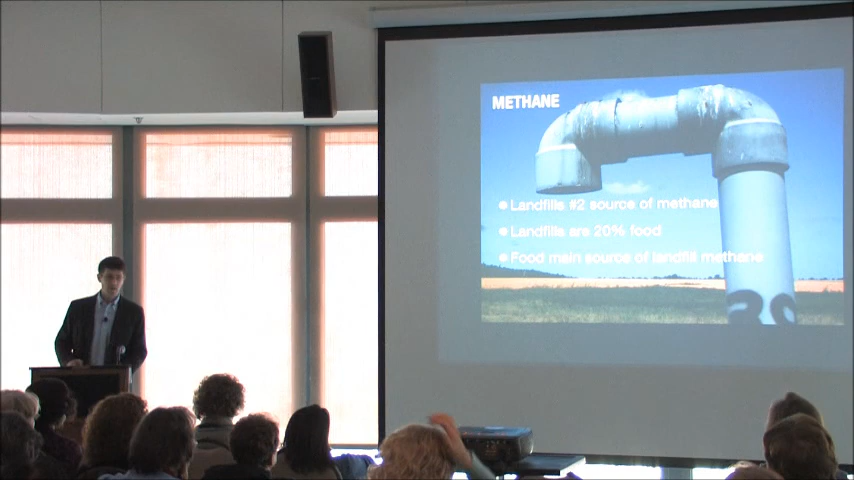 METHANE
Landfills #2 source of methane
Landfills are 20% food
Food main source of landfill methane